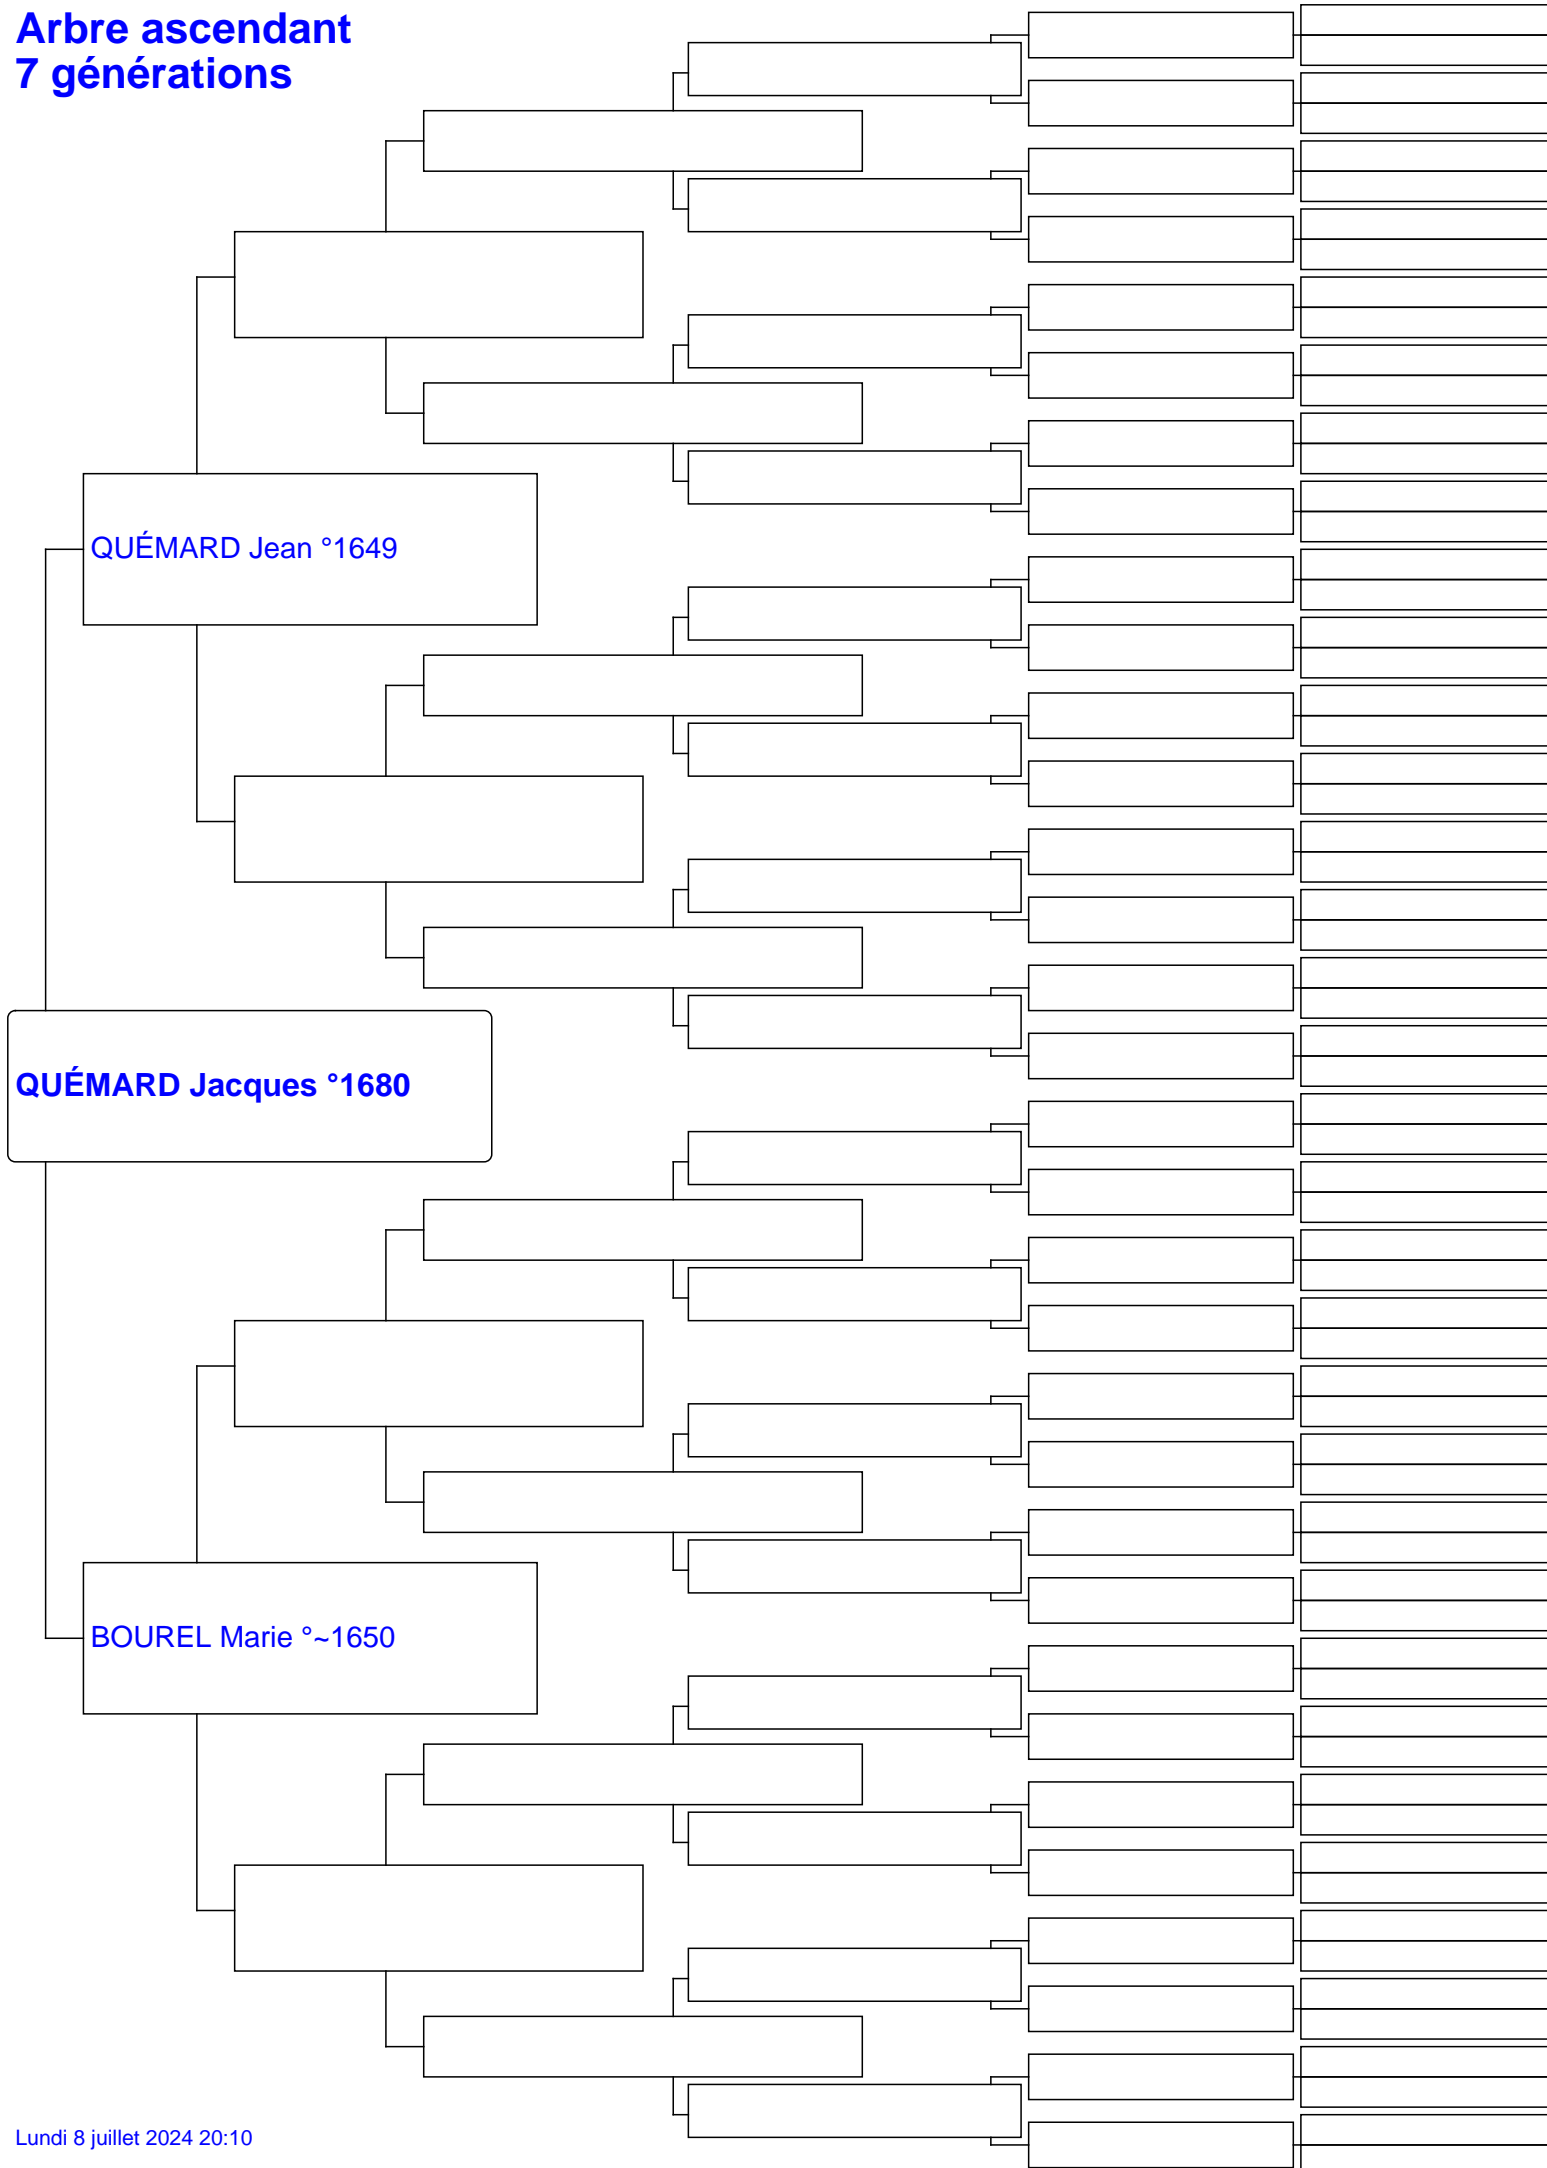 Arbre ascendant
7 générations
QUÉMARD Jean °1649
QUÉMARD Jacques °1680
BOUREL Marie °~1650
Lundi 8 juillet 2024 20:10